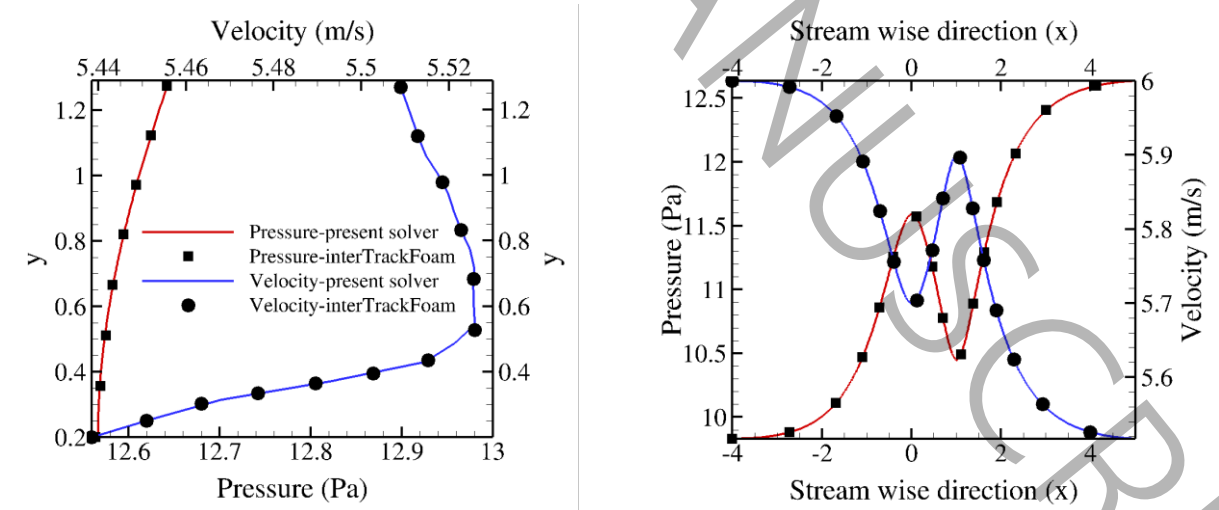 Velocity (m/s)
5.44 5.46 5.48 5.5 5.52
1.2 1.2
1 1
0.8 0.8
Pressure-present solver
Pressure-interTrackFoam
y y
Velocity-present solver
Velocity-interTrackFoam
0.6 0.6
0.4 0.4
0.2
12.6 12.7 12.8 12.9 13
Pressure (Pa)
Stream wise direction (x)
-4 -2 0 2 4
12.5 6
12 5.9
11.5 5.8
Pressure (Pa)
Velocity (m/s)
11 5.7
10.5 5.6
10
-4 -2 0 2 4
Stream wise direction (x)